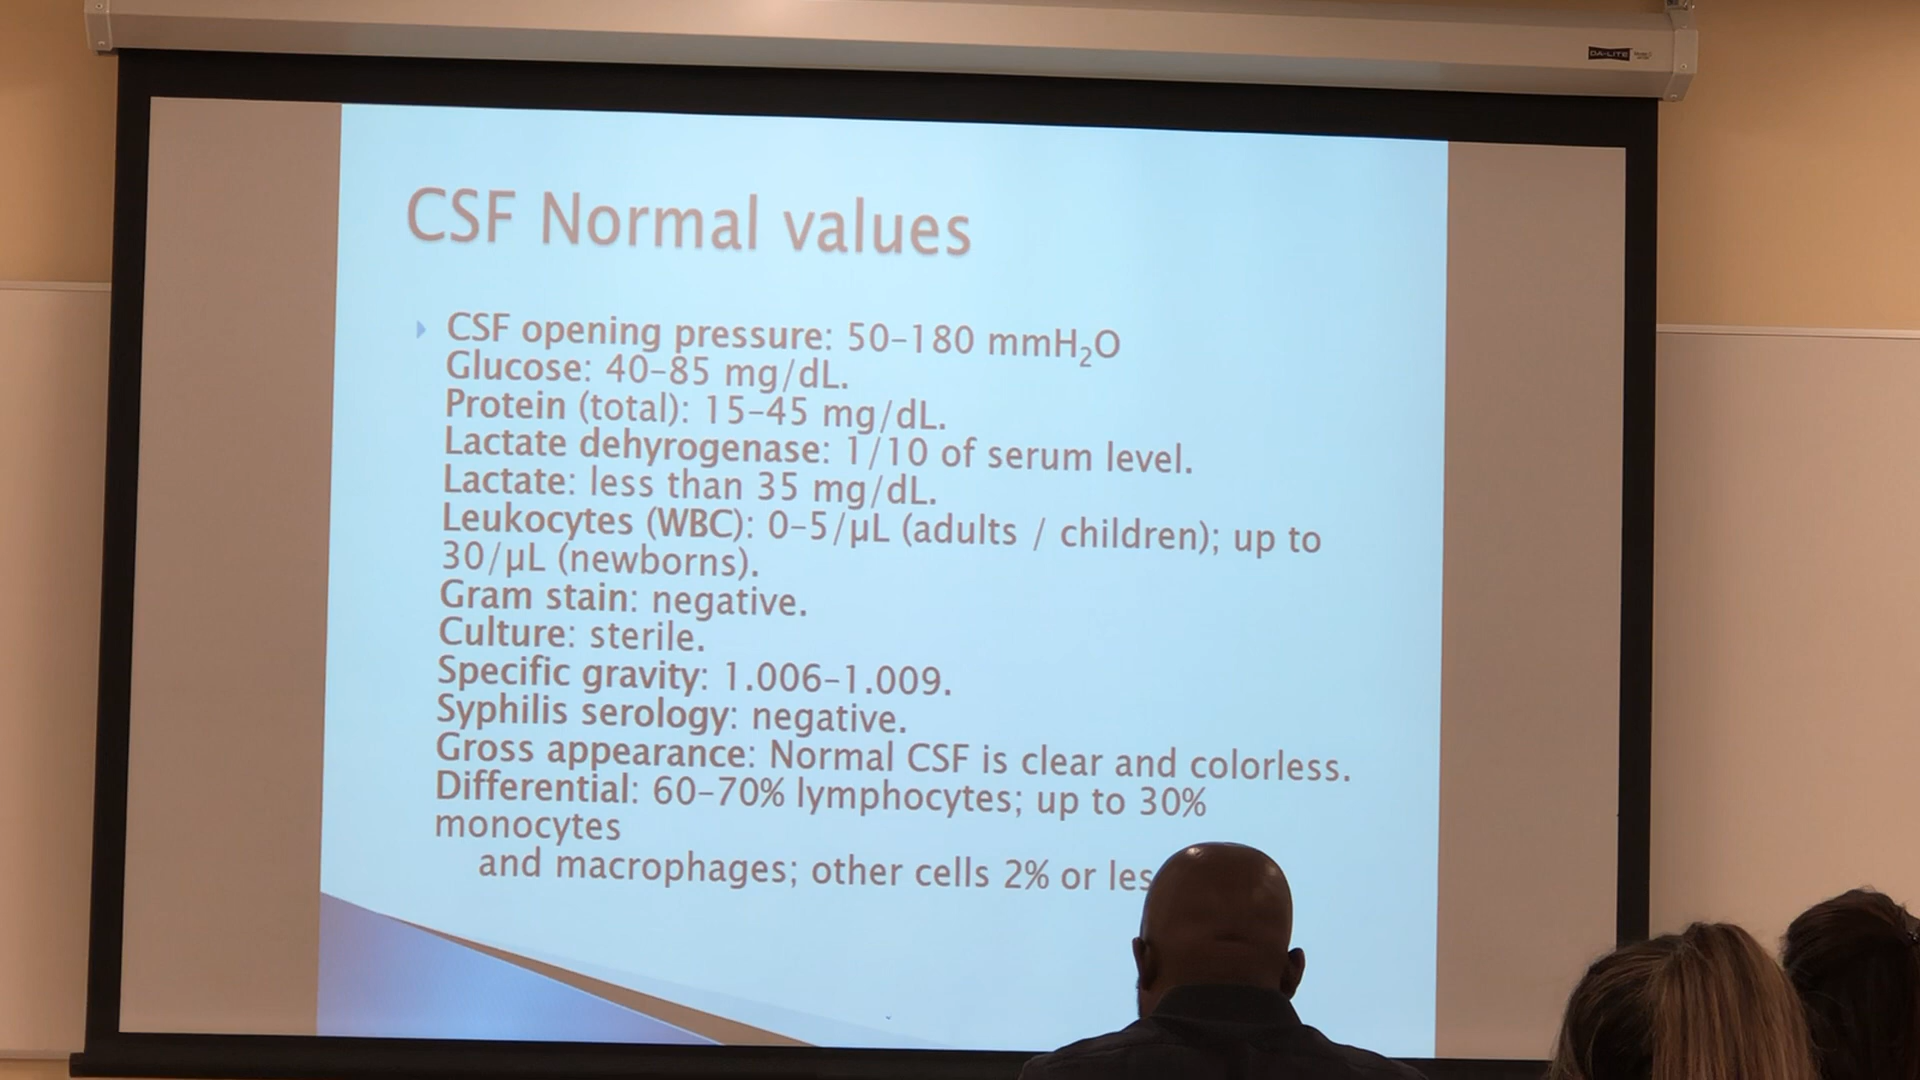 DA-LITE
CSF Normal values
CSF opening pressure: 50-180 mmH₂O
Glucose: 40-85 mg/dL.
Protein (total): 15-45 mg/dL.
Lactate dehyrogenase: 1/10 of serum level.
Lactate: less than 35 mg/dL.
Leukocytes (WBC): 0-5/µL (adults / children); up to
30/µL (newborns).
Gram stain: negative.
Culture: sterile.
Specific gravity: 1.006-1.009.
Syphilis serology: negative.
Gross appearance: Normal CSF is clear and colorless.
Differential: 60-70% lymphocytes; up to 30%
monocytes
and macrophages; other cells 2% or les